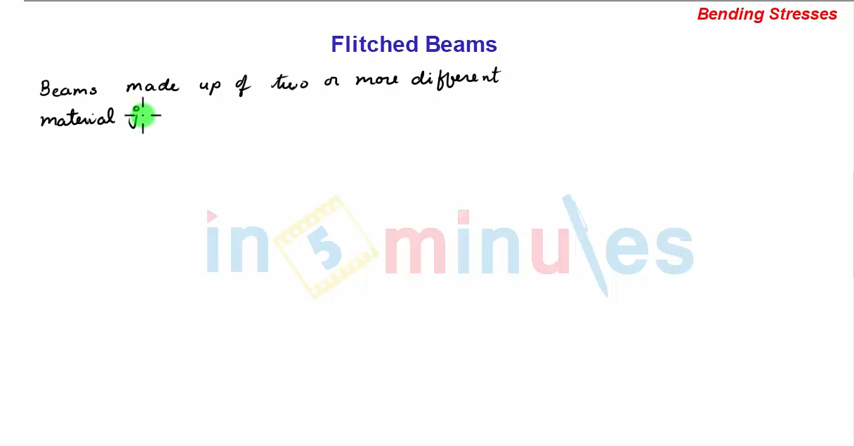 Bending Stresses
Flitched Beams
Beams made up of two or more different
material j
in 5 minutes